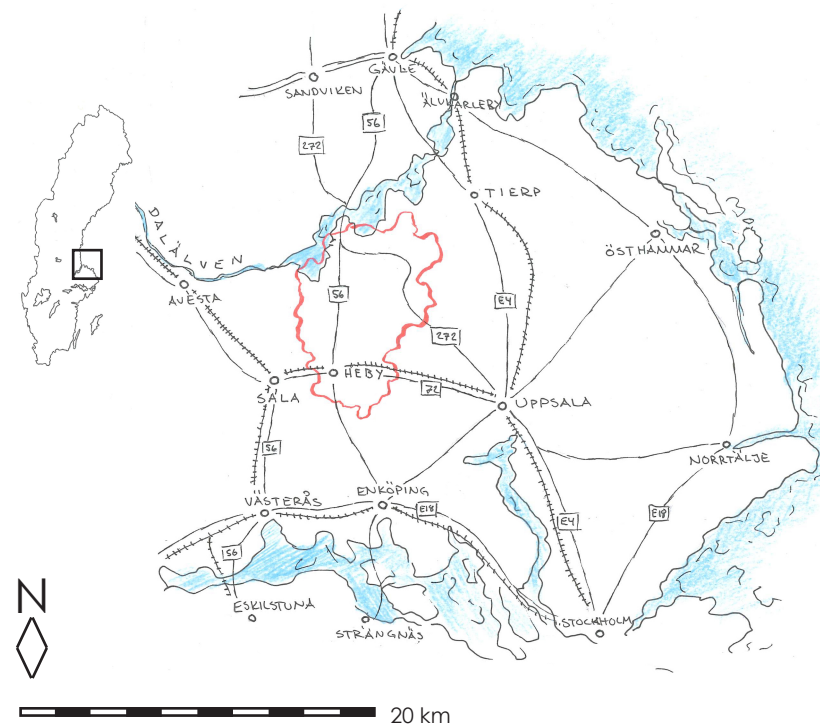 GÄVLE
SANDVIKEN
ÄLVKARLEBY
56
272
TIERP
DALÄLVEN
ÖSTHAMMAR
AVESTA
56
E4
272
HEBY
72
SALA
UPPSALA
56
NORRTÄLJE
VÄSTERÅS
ENKÖPING
E18
E4
E18
56
ESKILSTUNA
STRÄNGNÄS
STOCKHOLM
N
20 km